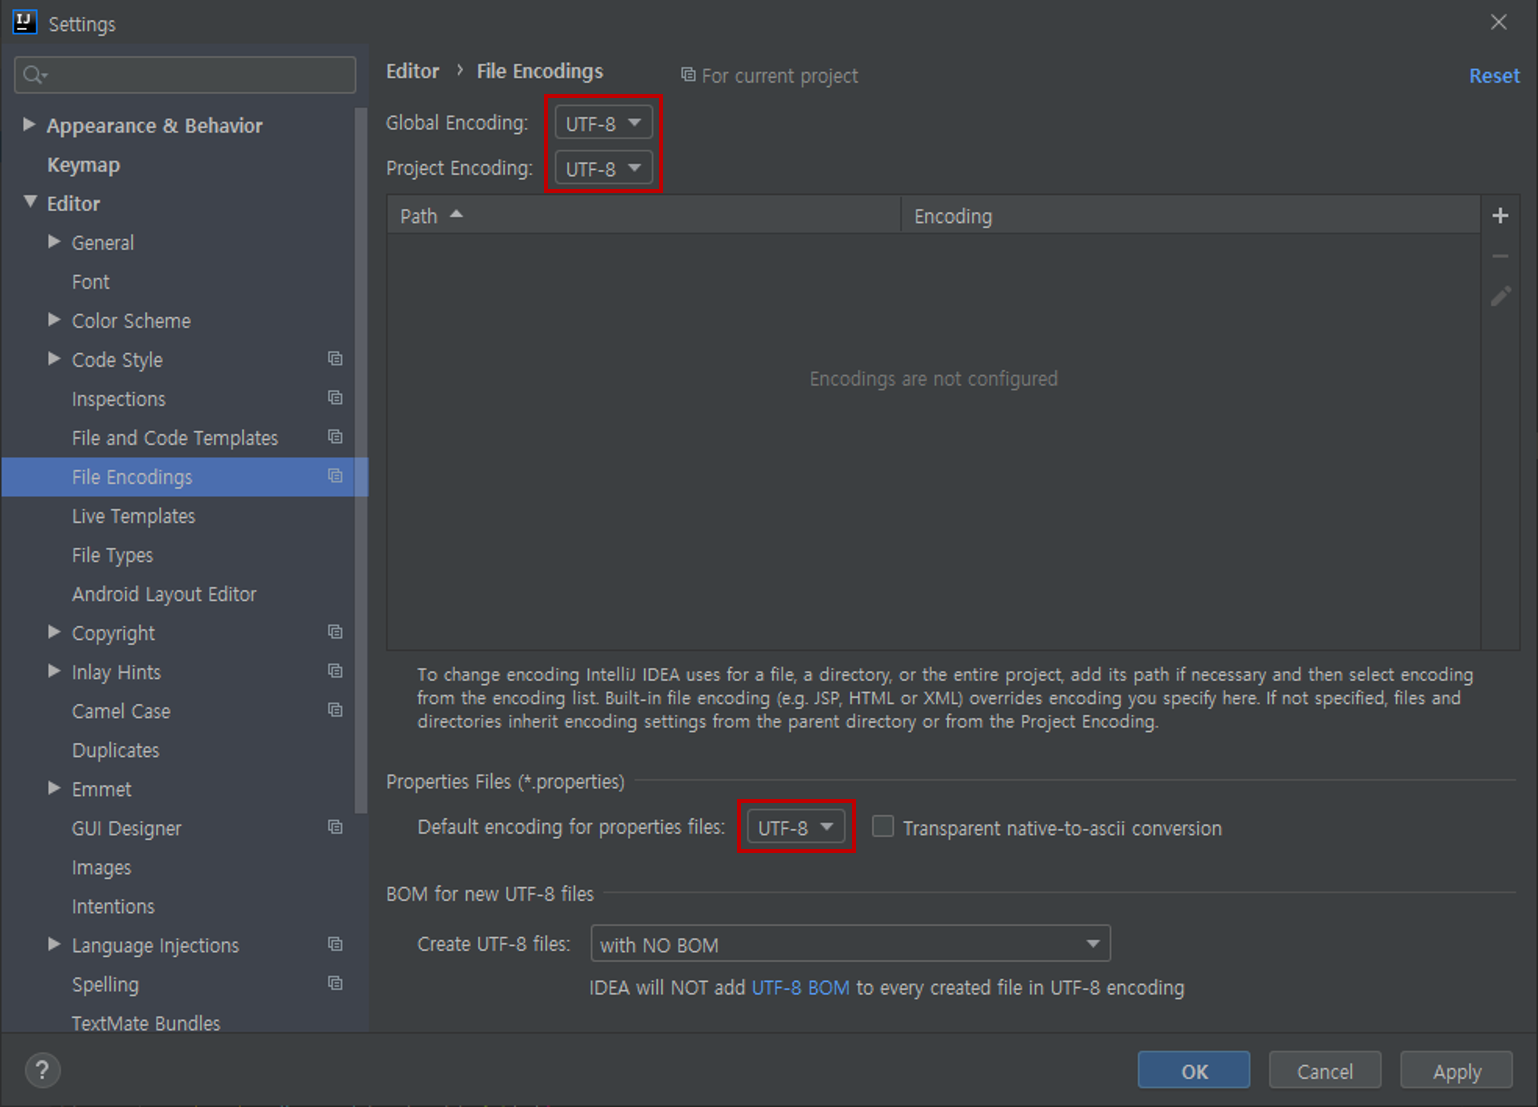 Settings
Appearance & Behavior
Keymap
Editor
General
Font
Color Scheme
Code Style
Inspections
File and Code Templates
File Encodings
Live Templates
File Types
Android Layout Editor
Copyright
Inlay Hints
Camel Case
Duplicates
Emmet
GUI Designer
Images
Intentions
Language Injections
Spelling
TextMate Bundles
Editor › File Encodings For current project Reset
Global Encoding: UTF-8
Project Encoding: UTF-8
Path Encoding
Encodings are not configured
To change encoding IntelliJ IDEA uses for a file, a directory, or the entire project, add its path if necessary and then select encoding
from the encoding list. Built-in file encoding (e.g. JSP, HTML or XML) overrides encoding you specify here. If not specified, files and
directories inherit encoding settings from the parent directory or from the Project Encoding.
Properties Files (*.properties)
Default encoding for properties files: UTF-8 Transparent native-to-ascii conversion
BOM for new UTF-8 files
Create UTF-8 files: with NO BOM
IDEA will NOT add UTF-8 BOM to every created file in UTF-8 encoding
? OK Cancel Apply